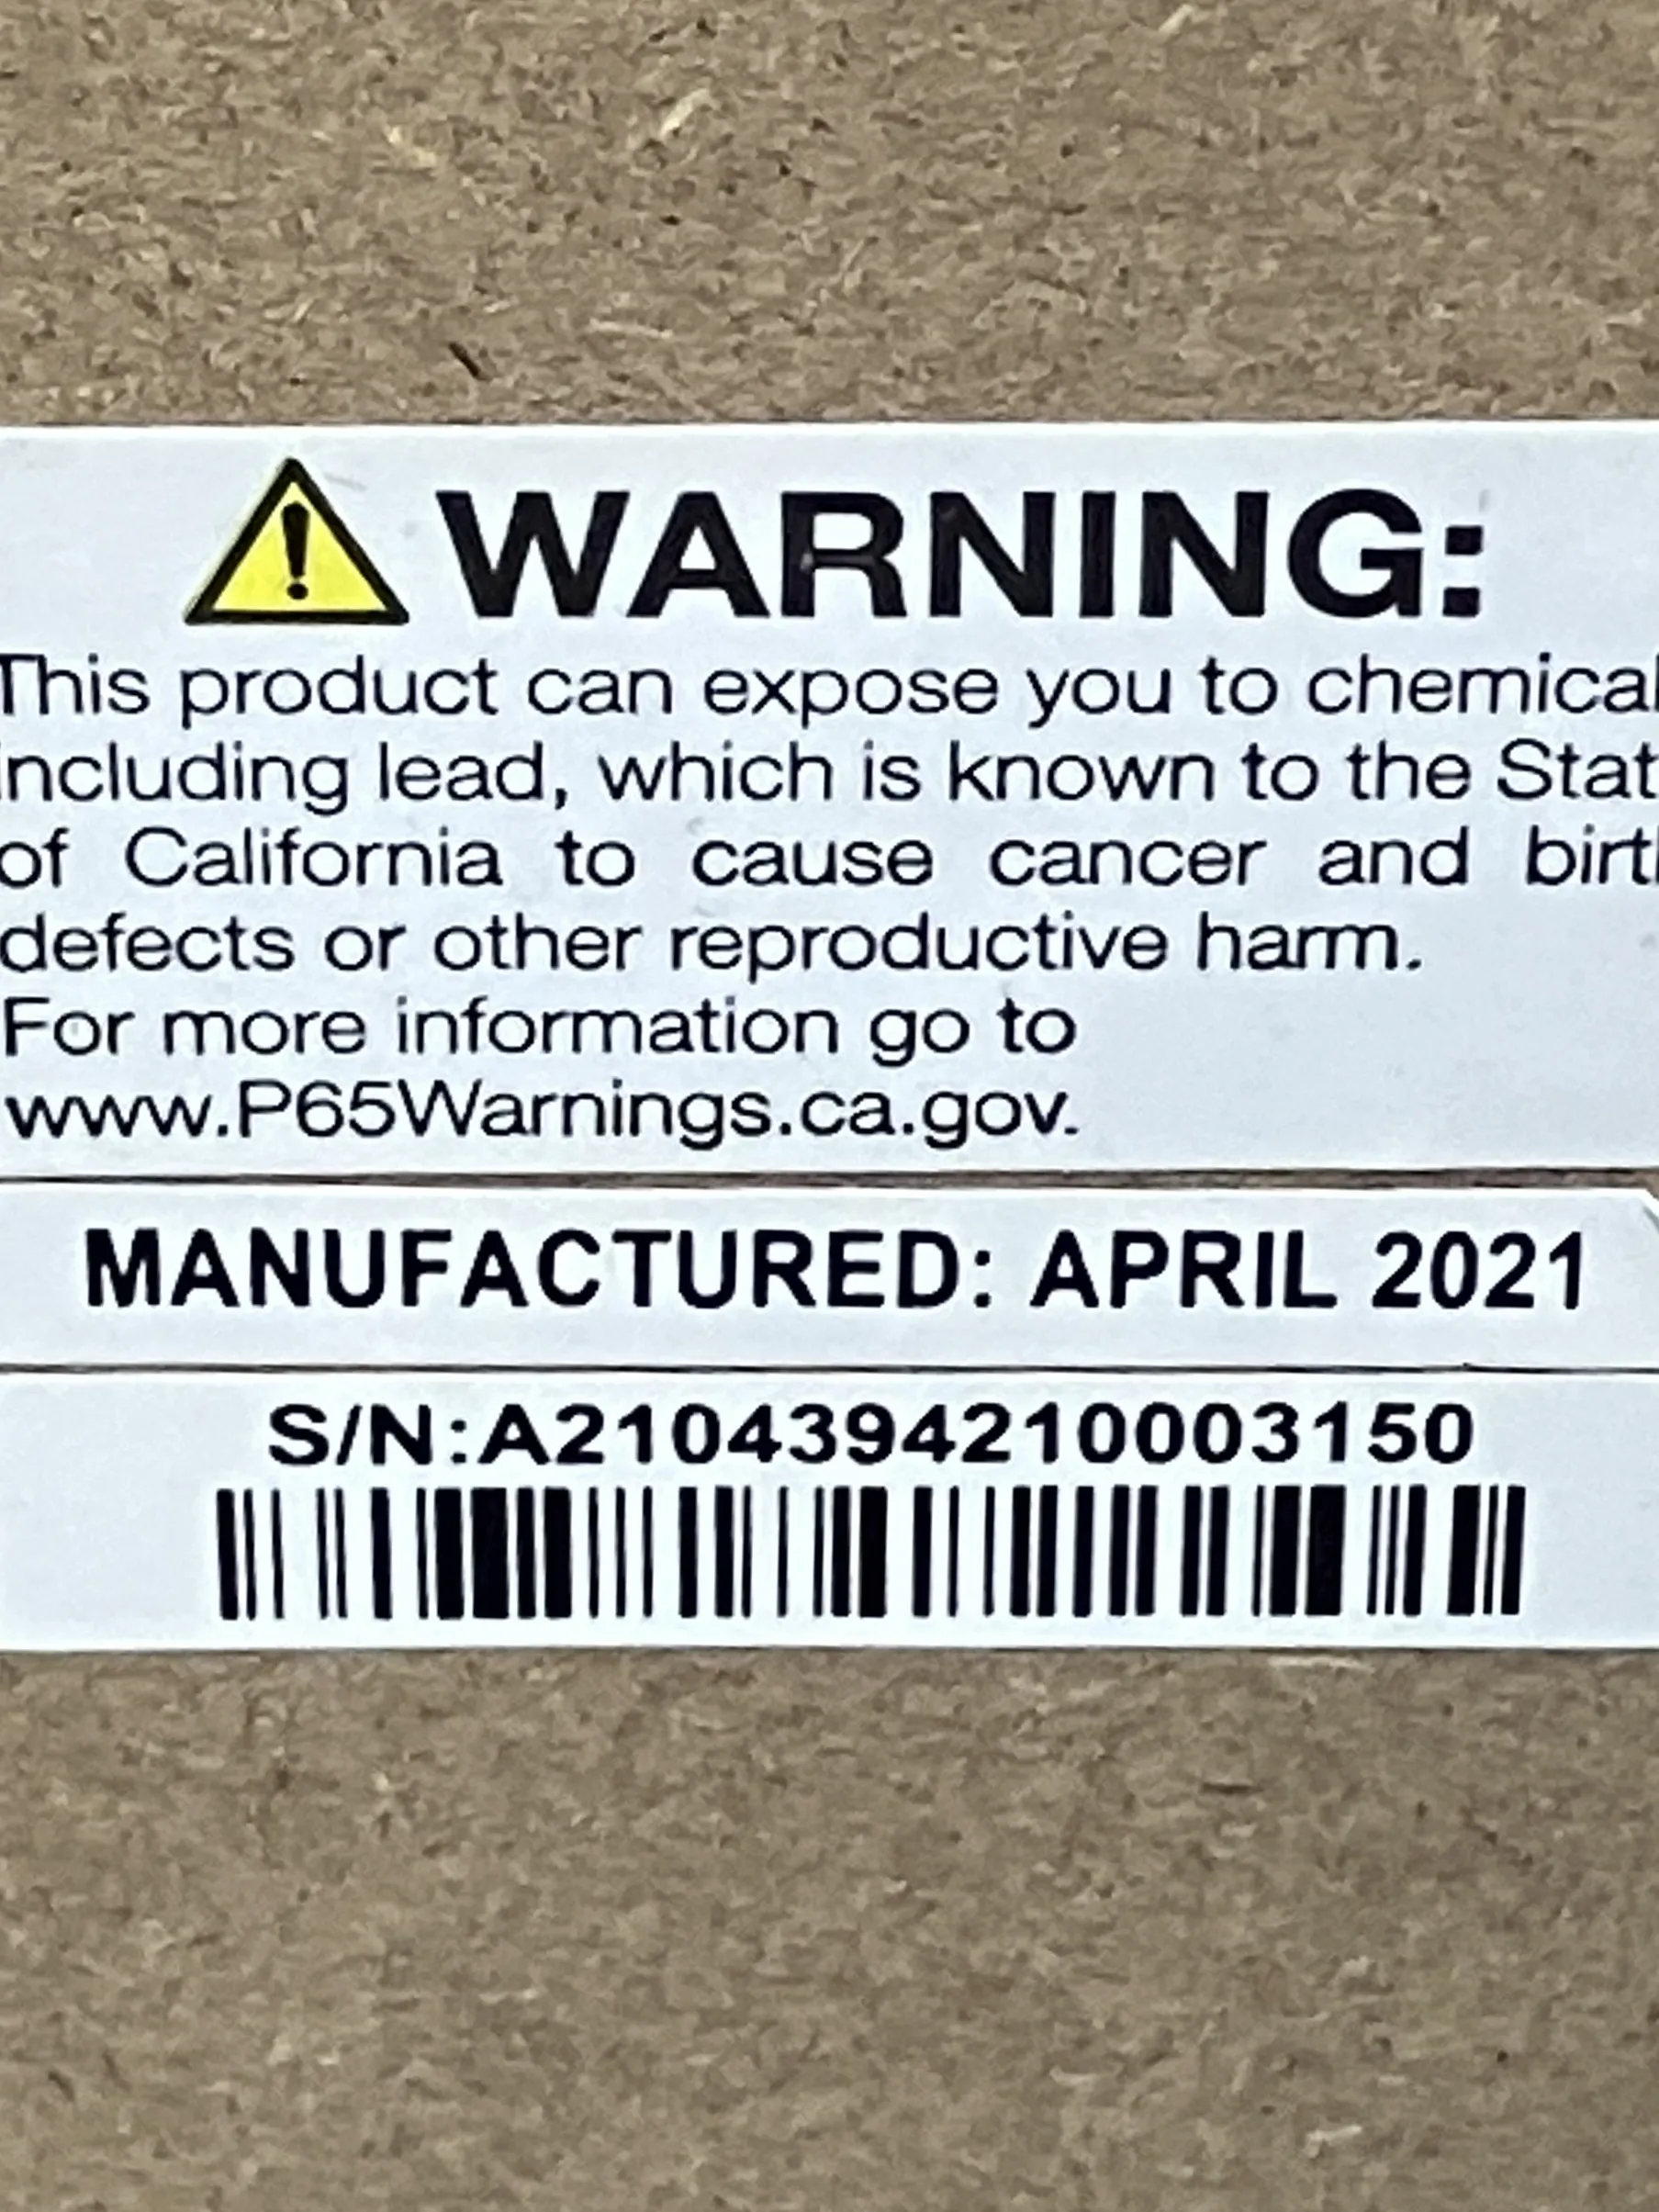 WARNING:
This product can expose you to chemical
including lead, which is known to the Stat
of California to cause cancer and birth
defects or other reproductive harm.
For more information go to
www.P65Warnings.ca.gov.
MANUFACTURED: APRIL 2021
S/N:A2104394210003150